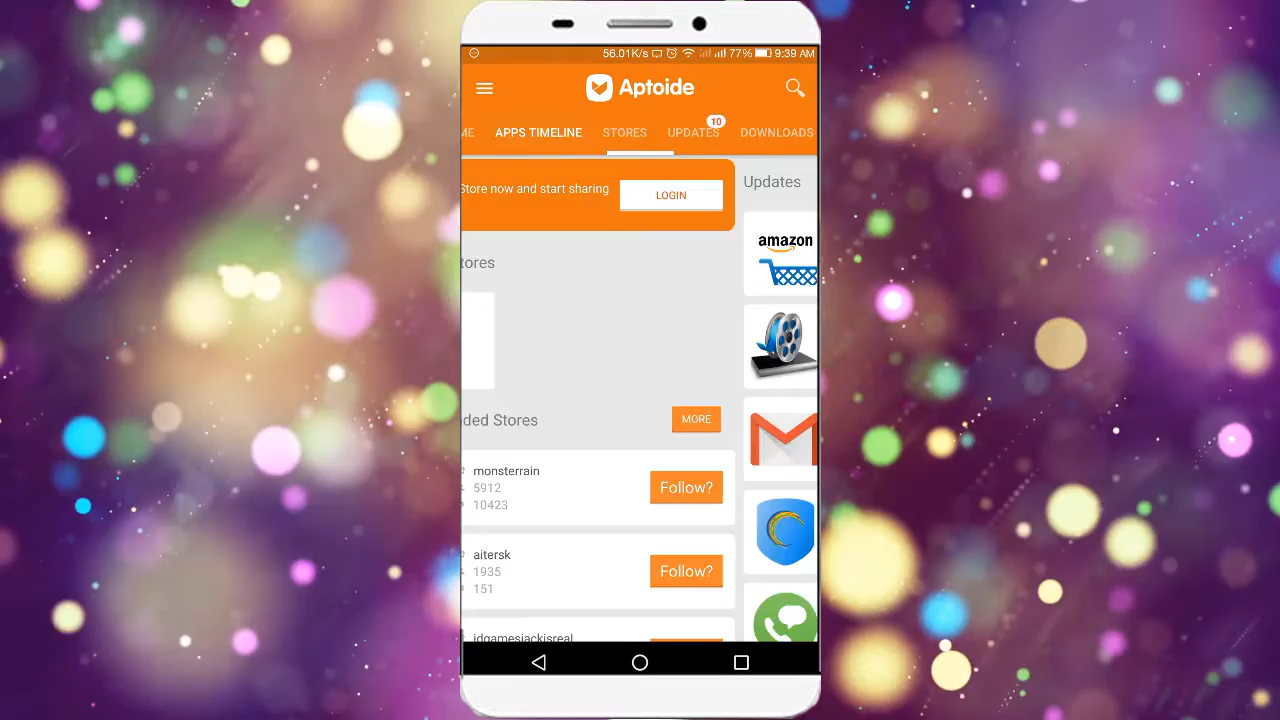 56.01K/s 77% 9:39 AM
Aptoide
ME APPS TIMELINE STORES UPDATES 10 DOWNLOADS
Store now and start sharing LOGIN
Updates
amazon
tores
ded Stores MORE
monsterrain
5912
10423
Follow?
aitersk
1935
151
Follow?
idgamesjackisreal